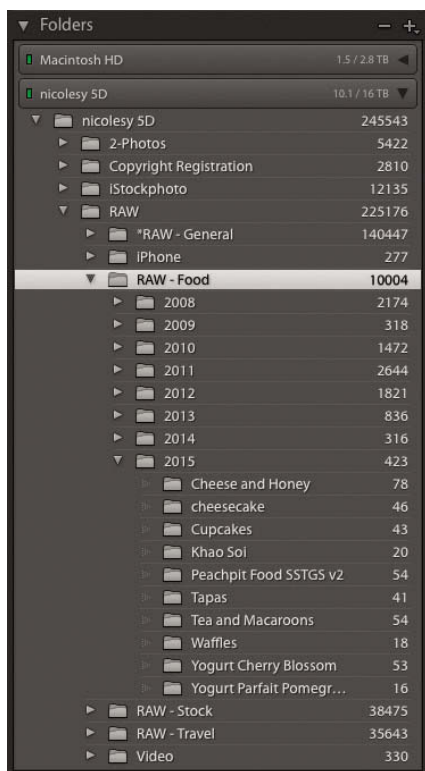 Folders
Macintosh HD 1.5 / 2.8 TB
nicolesy 5D 10.1 / 16 TB
nicolesy 5D 245543
2-Photos 5422
Copyright Registration 2810
iStockphoto 12135
RAW 225176
*RAW - General 140447
iPhone 277
RAW - Food 10004
2008 2174
2009 318
2010 1472
2011 2644
2012 1821
2013 836
2014 316
2015 423
Cheese and Honey 78
cheesecake 46
Cupcakes 43
Khao Soi 20
Peachpit Food SSTGS v2 54
Tapas 41
Tea and Macaroons 54
Waffles 18
Yogurt Cherry Blossom 53
Yogurt Parfait Pomegr... 16
RAW - Stock 38475
RAW - Travel 35643
Video 330